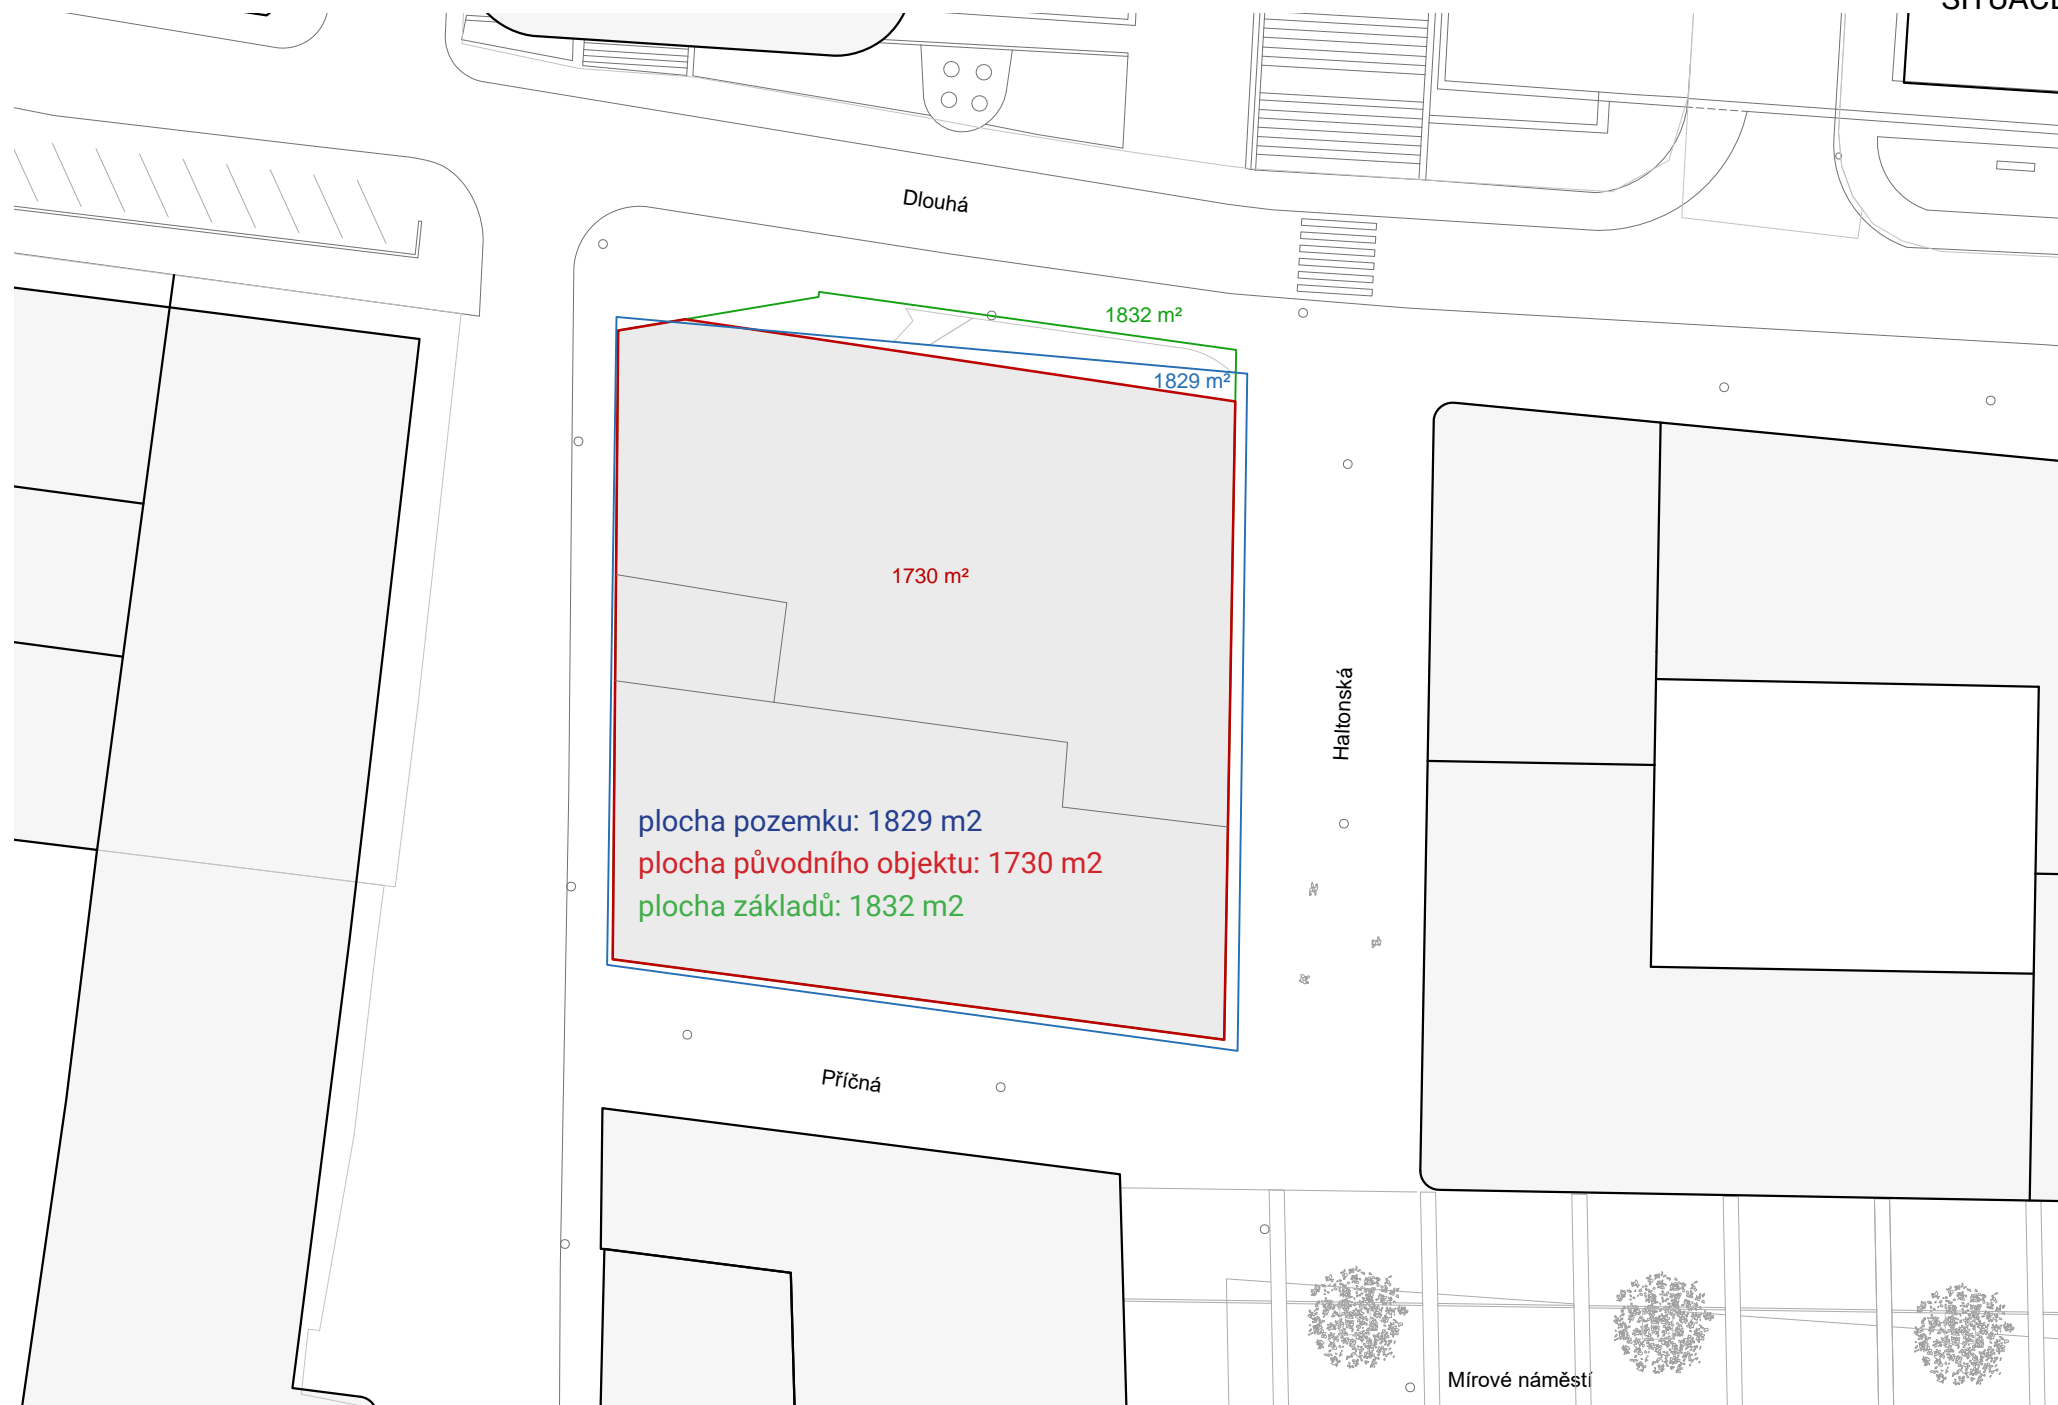 Dlouhá
1832 m²
1829 m²
1730 m²
Haltonská
plocha pozemku: 1829 m2
plocha původního objektu: 1730 m2
plocha základů: 1832 m2
Příčná
Mírové náměstí